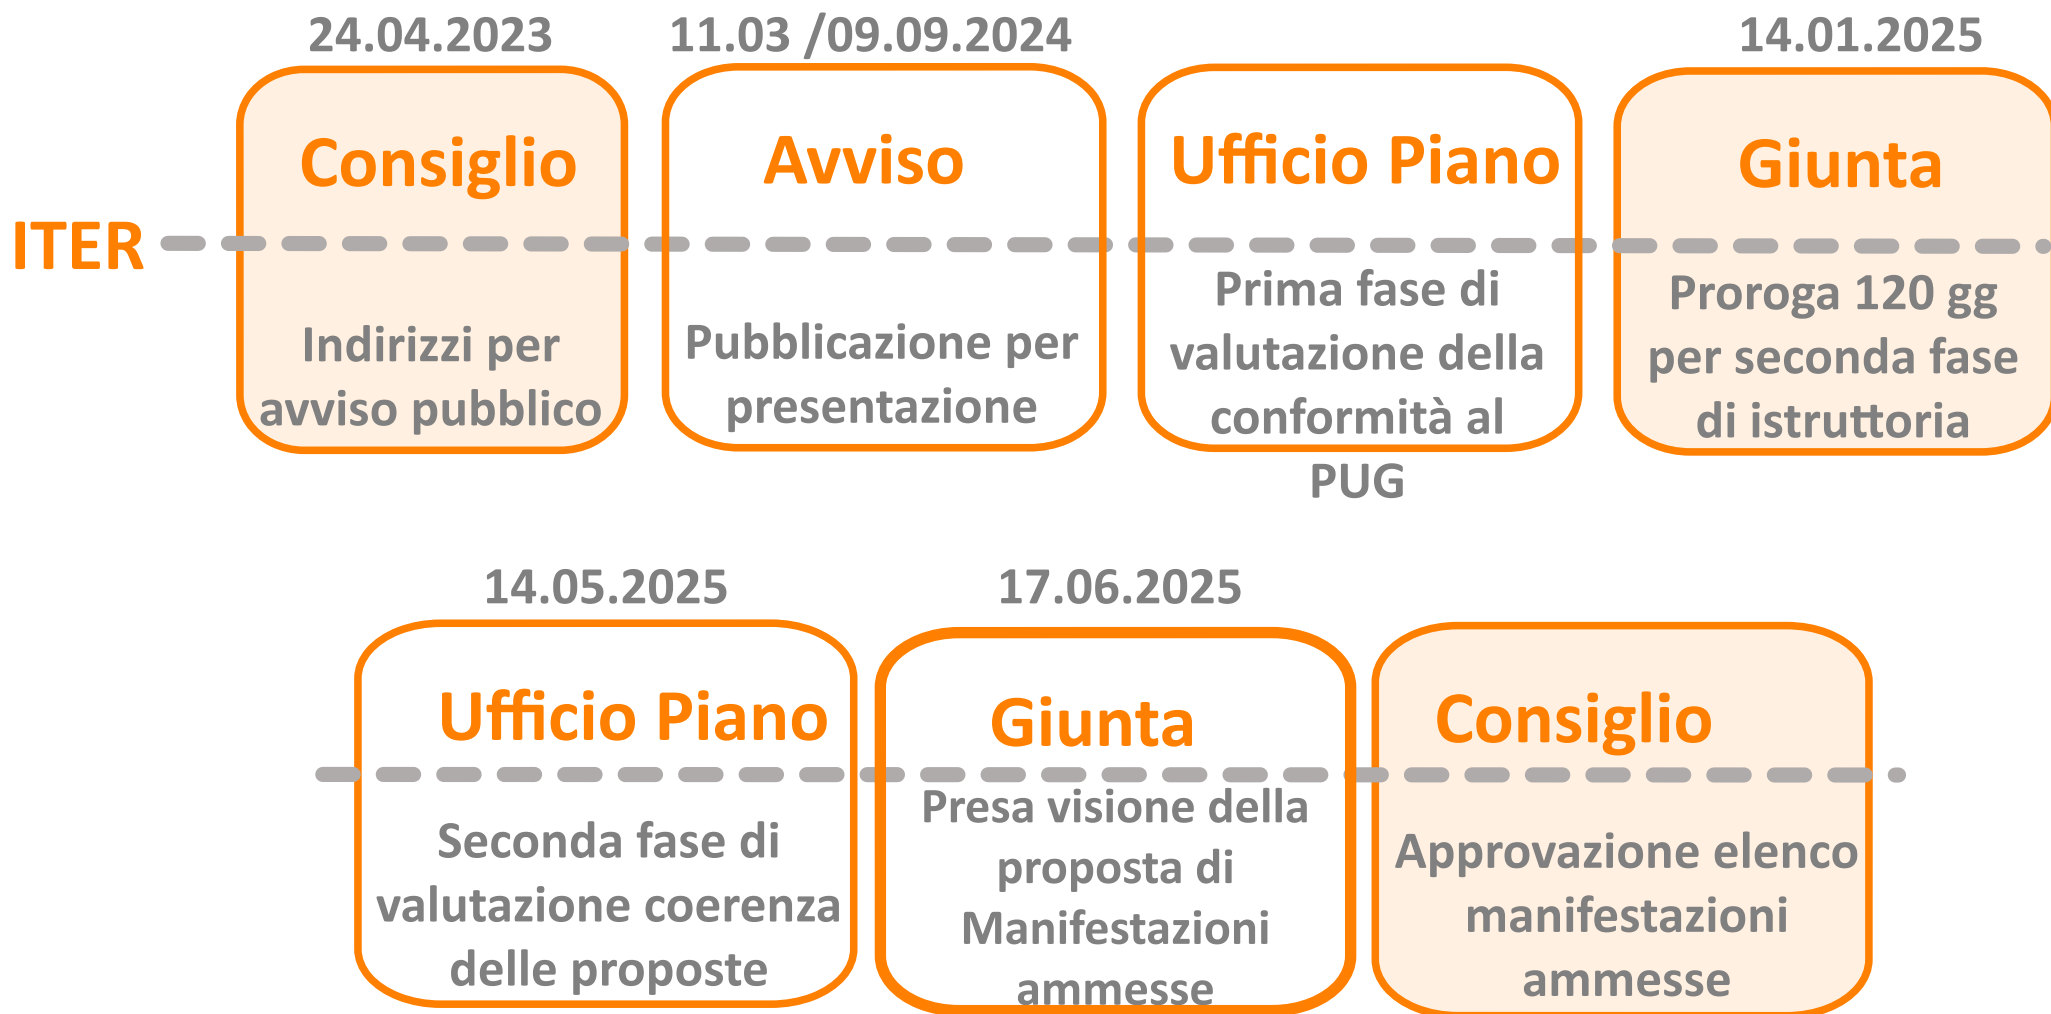 24.04.2023
11.03 /09.09.2024
14.01.2025
ITER
Consiglio
Indirizzi per
avviso pubblico
Avviso
Pubblicazione per
presentazione
Ufficio Piano
Prima fase di
valutazione della
conformità al
PUG
Giunta
Proroga 120 gg
per seconda fase
di istruttoria
14.05.2025
Ufficio Piano
Seconda fase di
valutazione coerenza
delle proposte
17.06.2025
Giunta
Presa visione della
proposta di
Manifestazioni
ammesse
Consiglio
Approvazione elenco
manifestazioni
ammesse